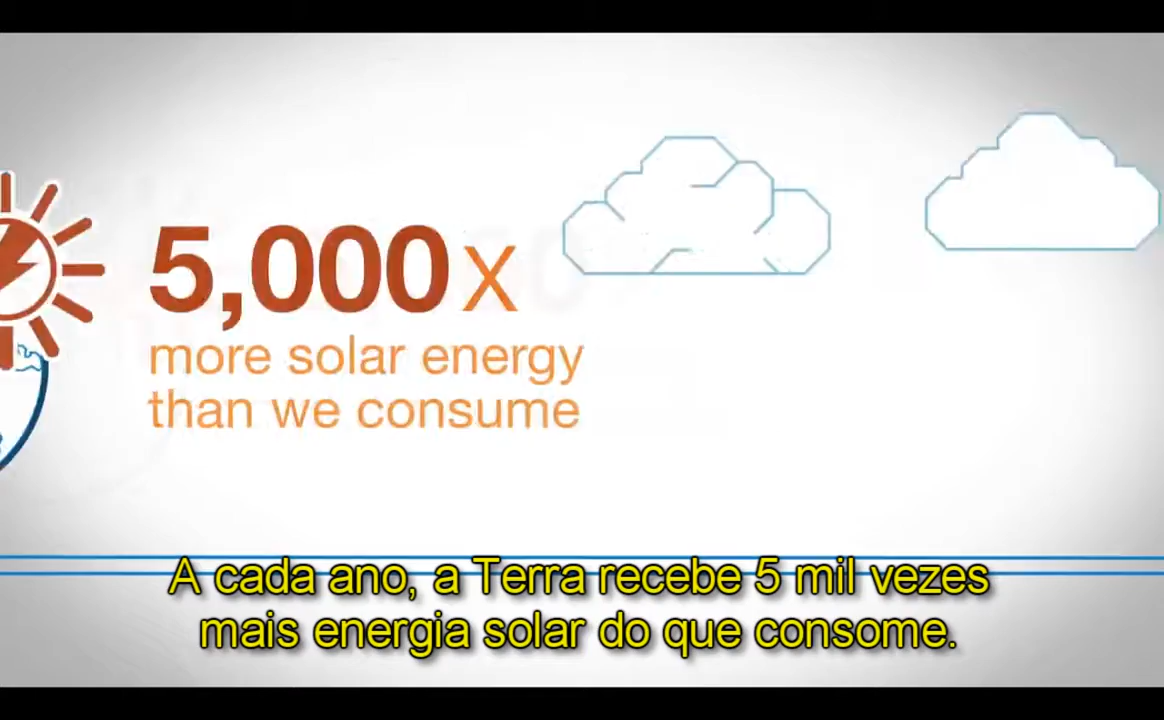 5,000x
more solar energy
than we consume
A cada ano, a Terra recebe 5 mil vezes
mais energia solar do que consome.